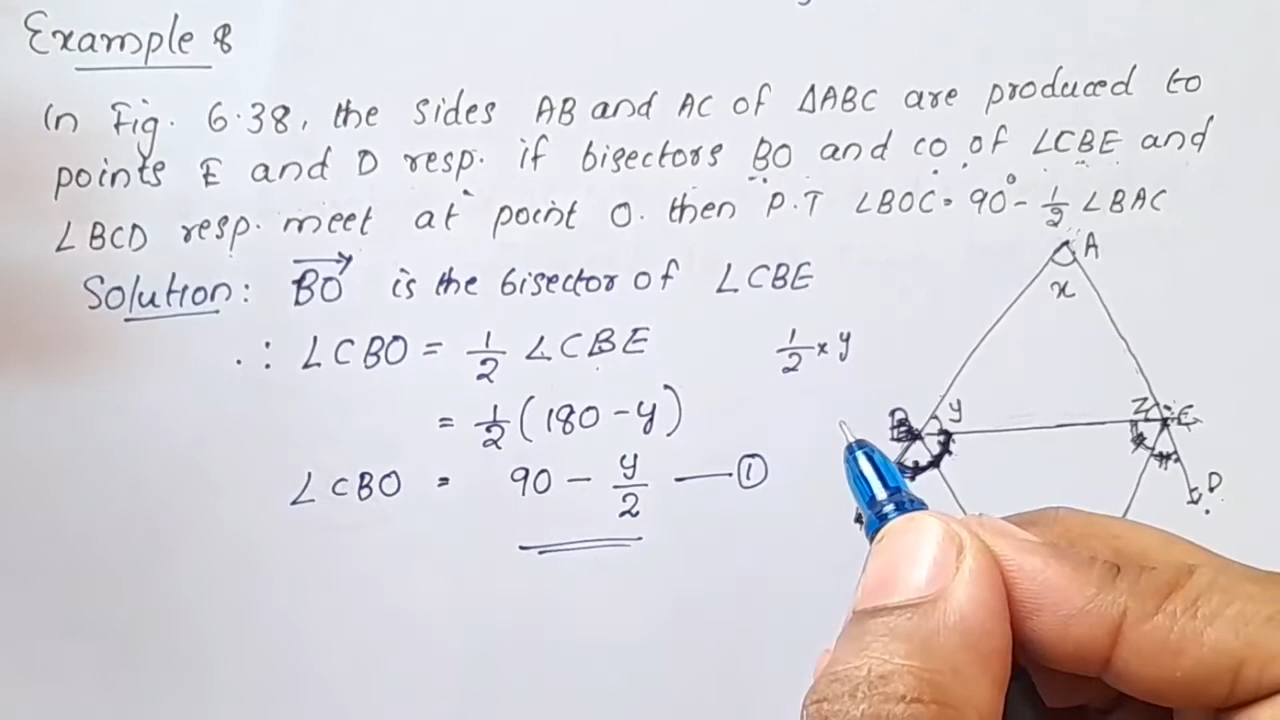 Example 8
In Fig. 6.38, the sides AB and AC of ΔABC are produced to
points E and D resp. if bisectors BO and CO of ∠CBE and
∠BCD resp. meet at point O. then P.T ∠BOC = 90° - 1/2 ∠BAC
Solution: BO is the bisector of ∠CBE
∴ ∠CBO = 1/2 ∠CBE
1/2 × y
= 1/2 (180 - y)
∠CBO = 90 - y/2 — ①
A
x
B
y
Z
C
D